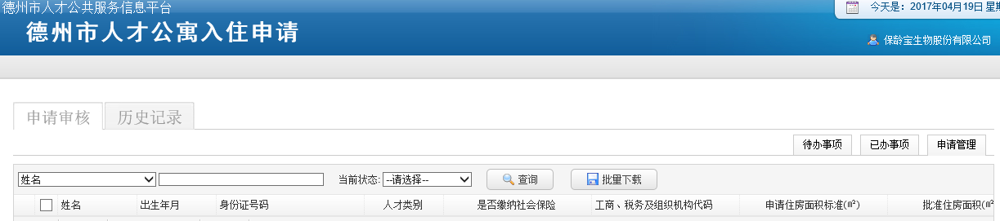 德州市人才公共服务信息平台
今天是：2017年04月19日
德州市人才公寓入住申请
保龄宝生物股份有限公司
申请审核 历史记录
待办事项 已办事项 申请管理
姓名 当前状态: --请选择-- 查询 批量下载
姓名 出生年月 身份证号码 人才类别 是否缴纳社会保险 工商、税务及组织机构代码 申请住房面积标准(㎡) 批准住房面积(㎡